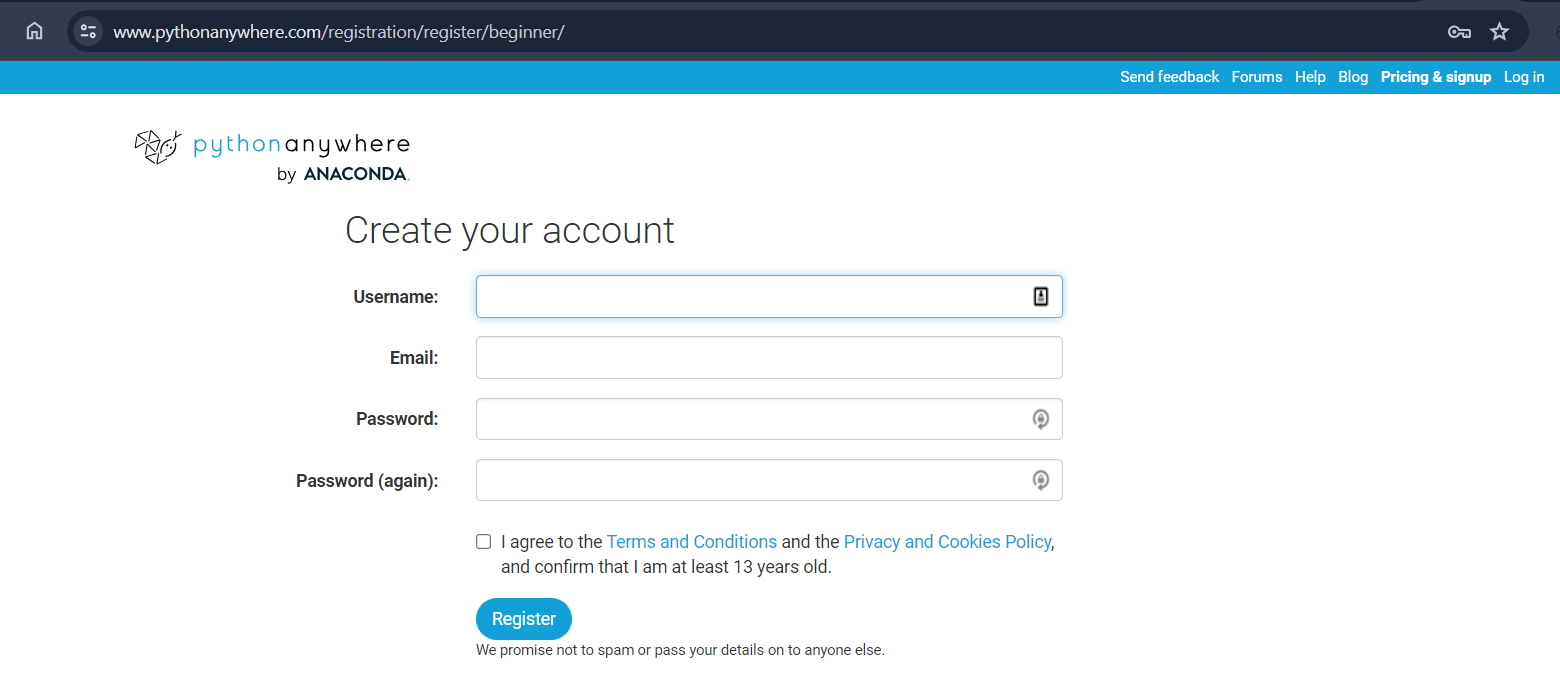 www.pythonanywhere.com/registration/register/beginner/
Send feedback Forums Help Blog Pricing & signup Log in
pythonanywhere
by ANACONDA.
Create your account
Username:
Email:
Password:
Password (again):
I agree to the Terms and Conditions and the Privacy and Cookies Policy,
and confirm that I am at least 13 years old.
Register
We promise not to spam or pass your details on to anyone else.